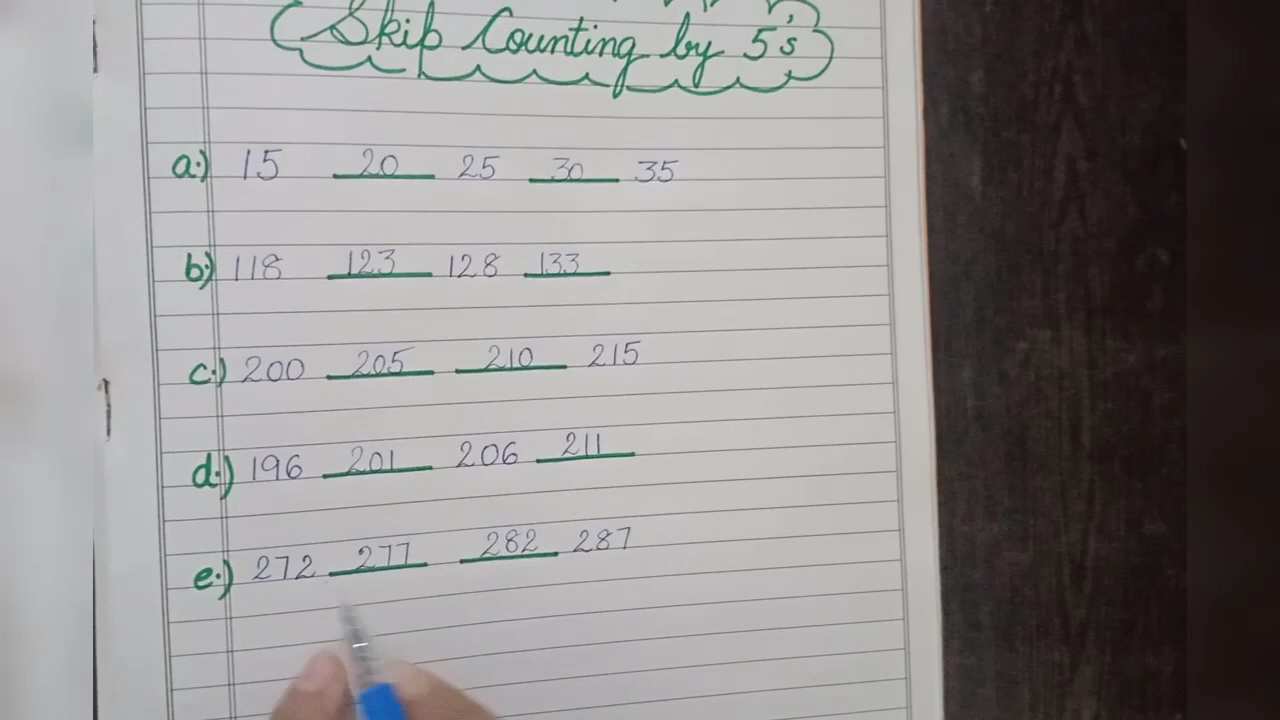 Skip Counting by 5's
a.) 15 20 25 30 35
b.) 118 123 128 133
c.) 200 205 210 215
d.) 196 201 206 211
e.) 272 277 282 287